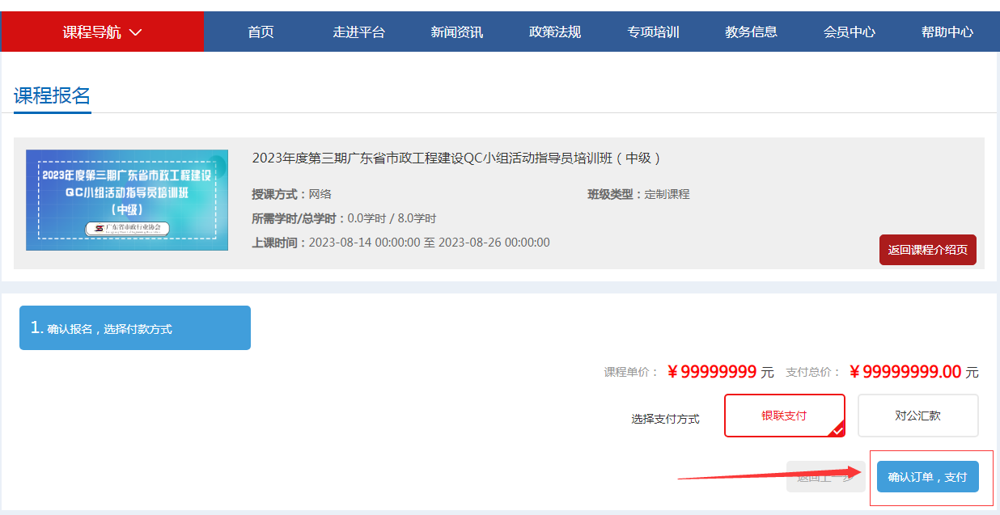 课程导航 首页 走进平台 新闻资讯 政策法规 专项培训 教务信息 会员中心 帮助中心
课程报名
2023年度第三期广东省市政工程建设
QC小组活动指导员培训班
（中级）
广东省市政行业协会
2023年度第三期广东省市政工程建设QC小组活动指导员培训班（中级）
授课方式：网络 班级类型：定制课程
所需学时/总学时：0.0学时 / 8.0学时
上课时间：2023-08-14 00:00:00 至 2023-08-26 00:00:00
返回课程介绍页
1. 确认报名，选择付款方式
课程单价： ¥99999999 元 支付总价： ¥99999999.00 元
选择支付方式 银联支付 对公汇款
返回上一步 确认订单，支付